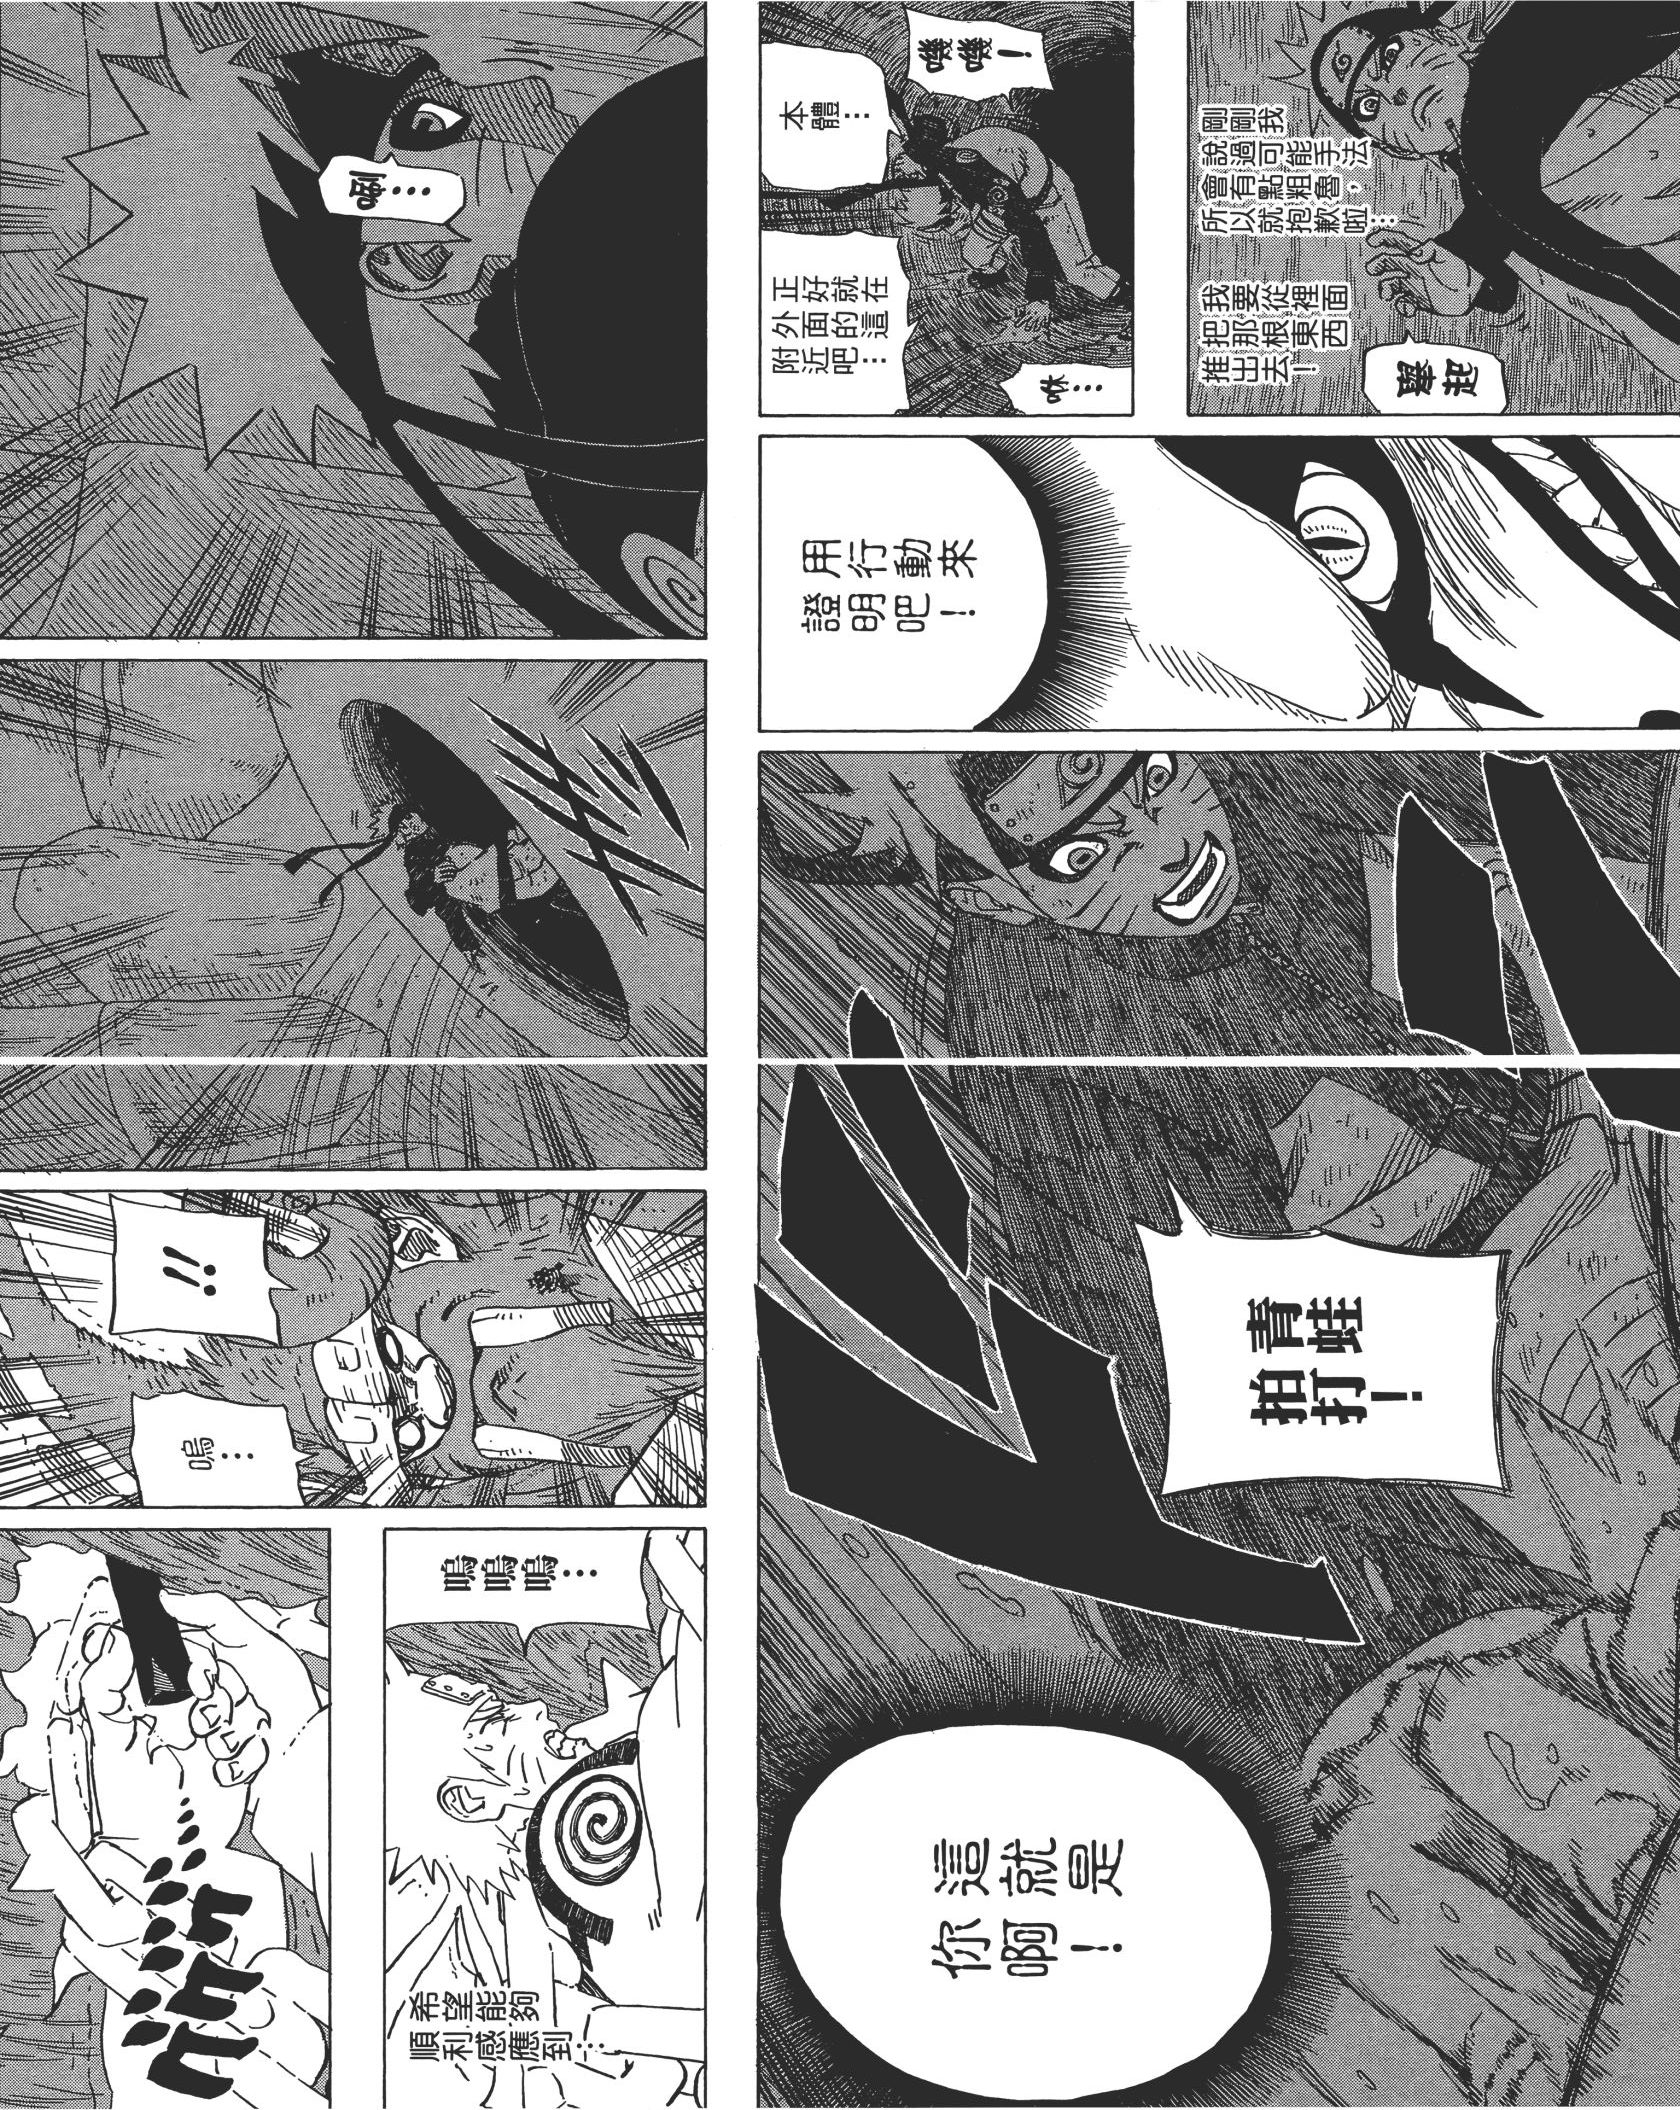 唰…
!!
嗚…
嗚嗚嗚…
希望能夠
順利感應到…
嘰嘰！
本體…
正好就在
外面的這
附近吧…
咻…
剛剛我
說過可能手法
會有點粗魯，
所以就抱歉啦…
我要從裡面
把那根東西
推出去！
舉起
用行動來
證明吧！
青蛙
拍打！
這就是
你啊！